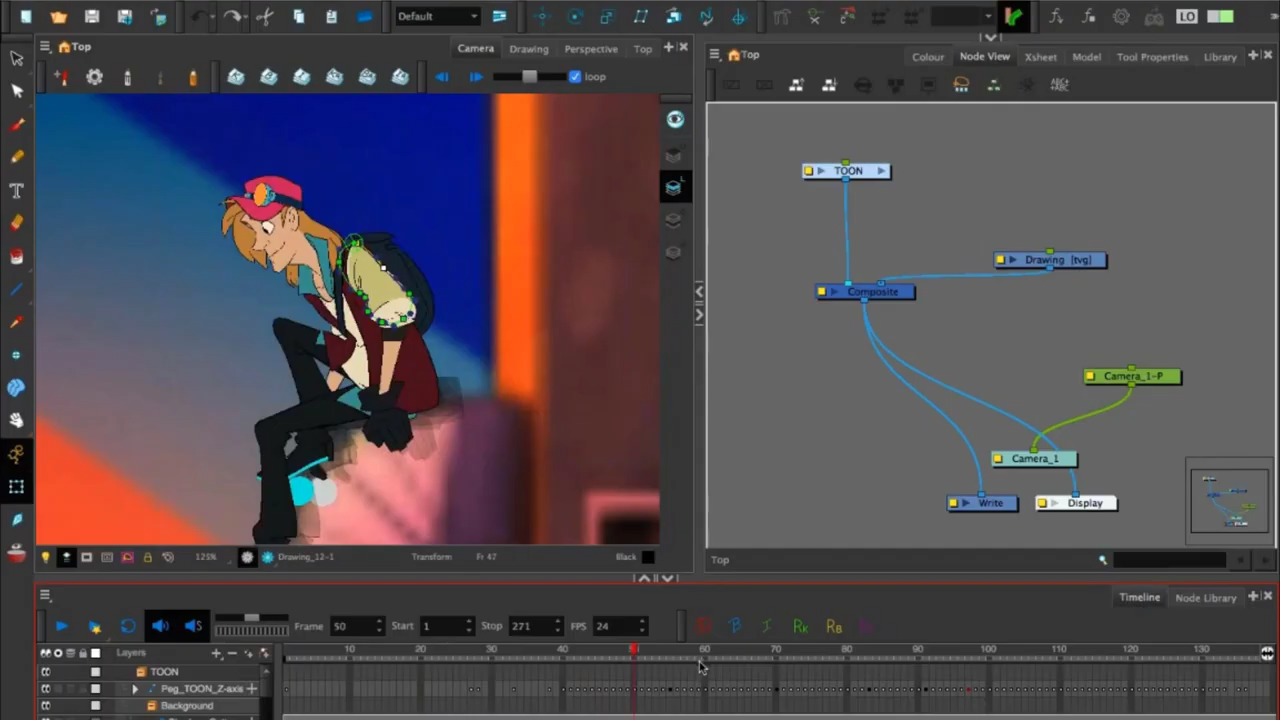 Default
LO
Top
Camera Drawing Perspective Top
Top
Colour Node View Xsheet Model Tool Properties Library
loop
ABC+
TOON
Drawing (tvg)
Composite
Camera_1-P
Camera_1
Write
Display
125% Drawing_12-1 Transform Fr 47 Black
Top
Timeline Node Library
Frame 50 Start 1 Stop 271 FPS 24
Layers
10 20 30 40 60 70 80 90 100 110 120 130
TOON
Peg_TOON_Z-axis
Background